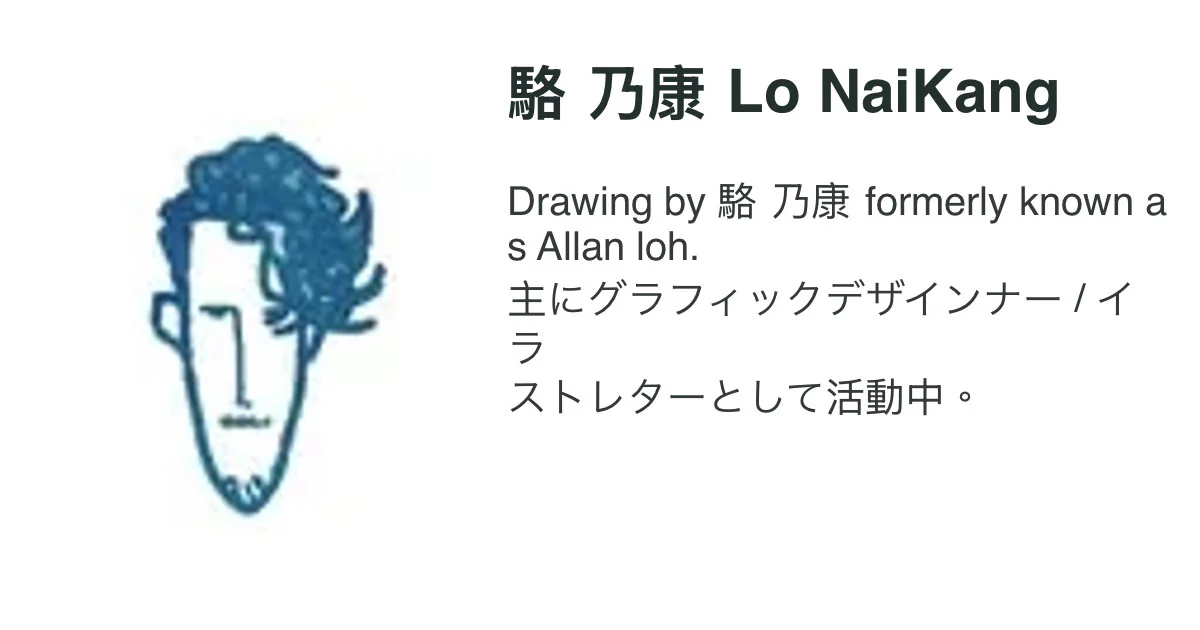 駱 乃康 Lo NaiKang
Drawing by 駱 乃康 formerly known a
s Allan loh.
主にグラフィックデザインナー / イ
ラ
ストレターとして活動中。